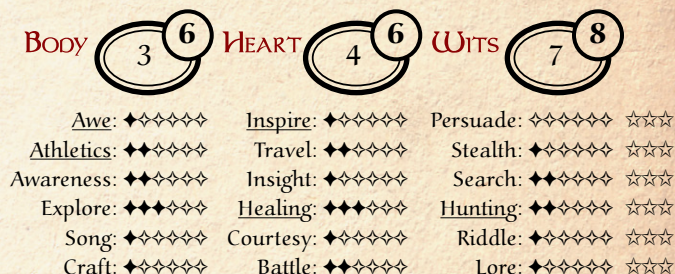 Body 3 6 Heart 4 6 Wits 7 8
Awe: ✦✧✧✧✧✧ Inspire: ✦✧✧✧✧✧ Persuade: ✧✧✧✧✧✧ ☆☆☆
Athletics: ✦✦✧✧✧✧ Travel: ✦✦✧✧✧✧ Stealth: ✦✧✧✧✧✧ ☆☆☆
Awareness: ✦✦✧✧✧✧ Insight: ✦✧✧✧✧✧ Search: ✦✦✧✧✧✧ ☆☆☆
Explore: ✦✦✦✧✧✧ Healing: ✦✦✦✧✧✧ Hunting: ✦✦✧✧✧✧ ☆☆☆
Song: ✦✧✧✧✧✧ Courtesy: ✦✧✧✧✧✧ Riddle: ✦✧✧✧✧✧ ☆☆☆
Craft: ✦✧✧✧✧✧ Battle: ✦✦✧✧✧✧ Lore: ✦✧✧✧✧✧ ☆☆☆